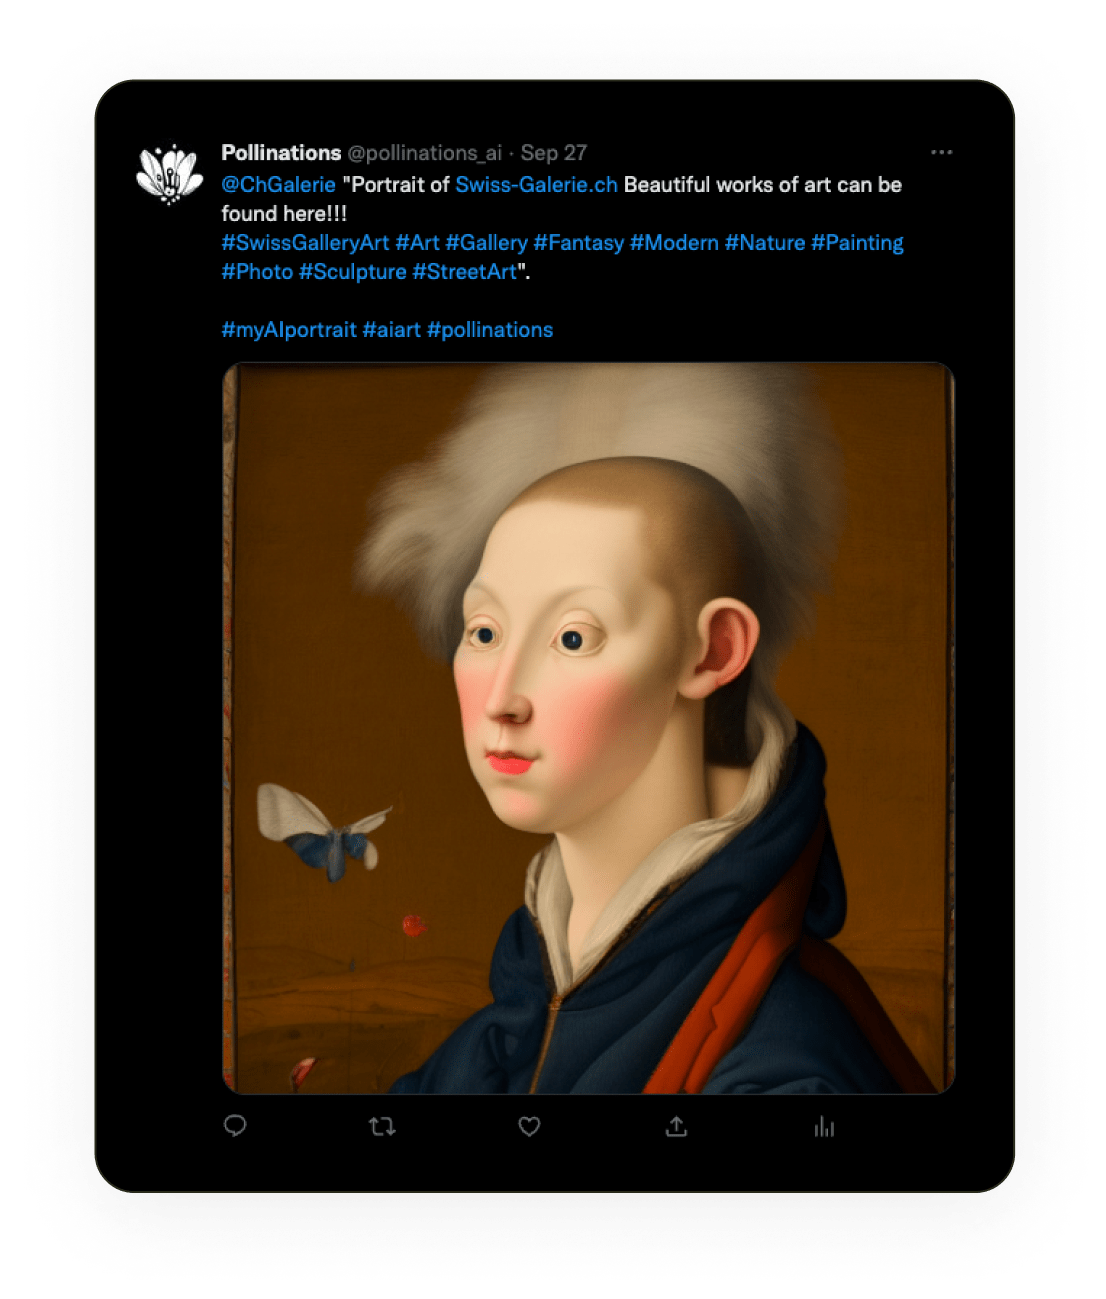 Pollinations @pollinations_ai · Sep 27
@ChGalerie "Portrait of Swiss-Galerie.ch Beautiful works of art can be
found here!!!
#SwissGalleryArt #Art #Gallery #Fantasy #Modern #Nature #Painting
#Photo #Sculpture #StreetArt".
#myAIportrait #aiart #pollinations